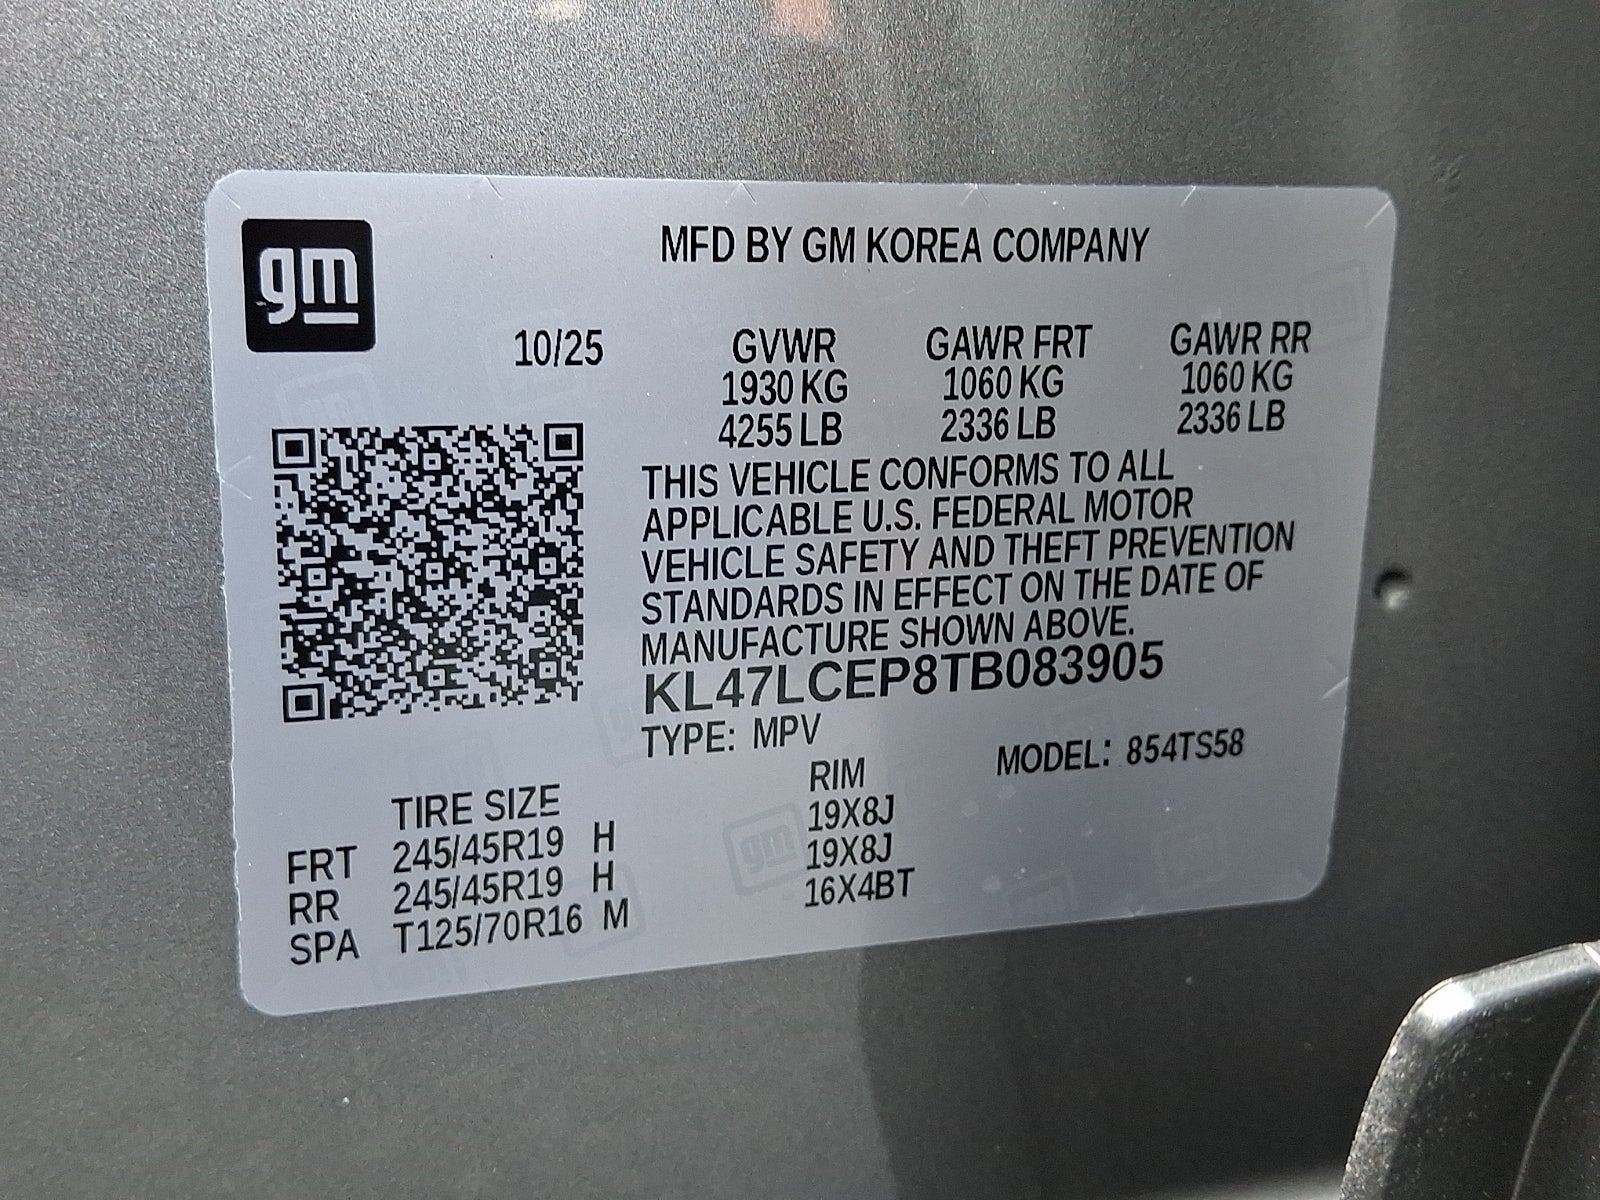 gm
MFD BY GM KOREA COMPANY
10/25 GVWR GAWR FRT GAWR RR
1930 KG 1060 KG 1060 KG
4255 LB 2336 LB 2336 LB
THIS VEHICLE CONFORMS TO ALL
APPLICABLE U.S. FEDERAL MOTOR
VEHICLE SAFETY AND THEFT PREVENTION
STANDARDS IN EFFECT ON THE DATE OF
MANUFACTURE SHOWN ABOVE.
KL47LCEP8TB083905
TYPE: MPV MODEL: 854TS58
TIRE SIZE RIM
FRT 245/45R19 H 19X8J
RR 245/45R19 H 19X8J
SPA T125/70R16 M 16X4BT